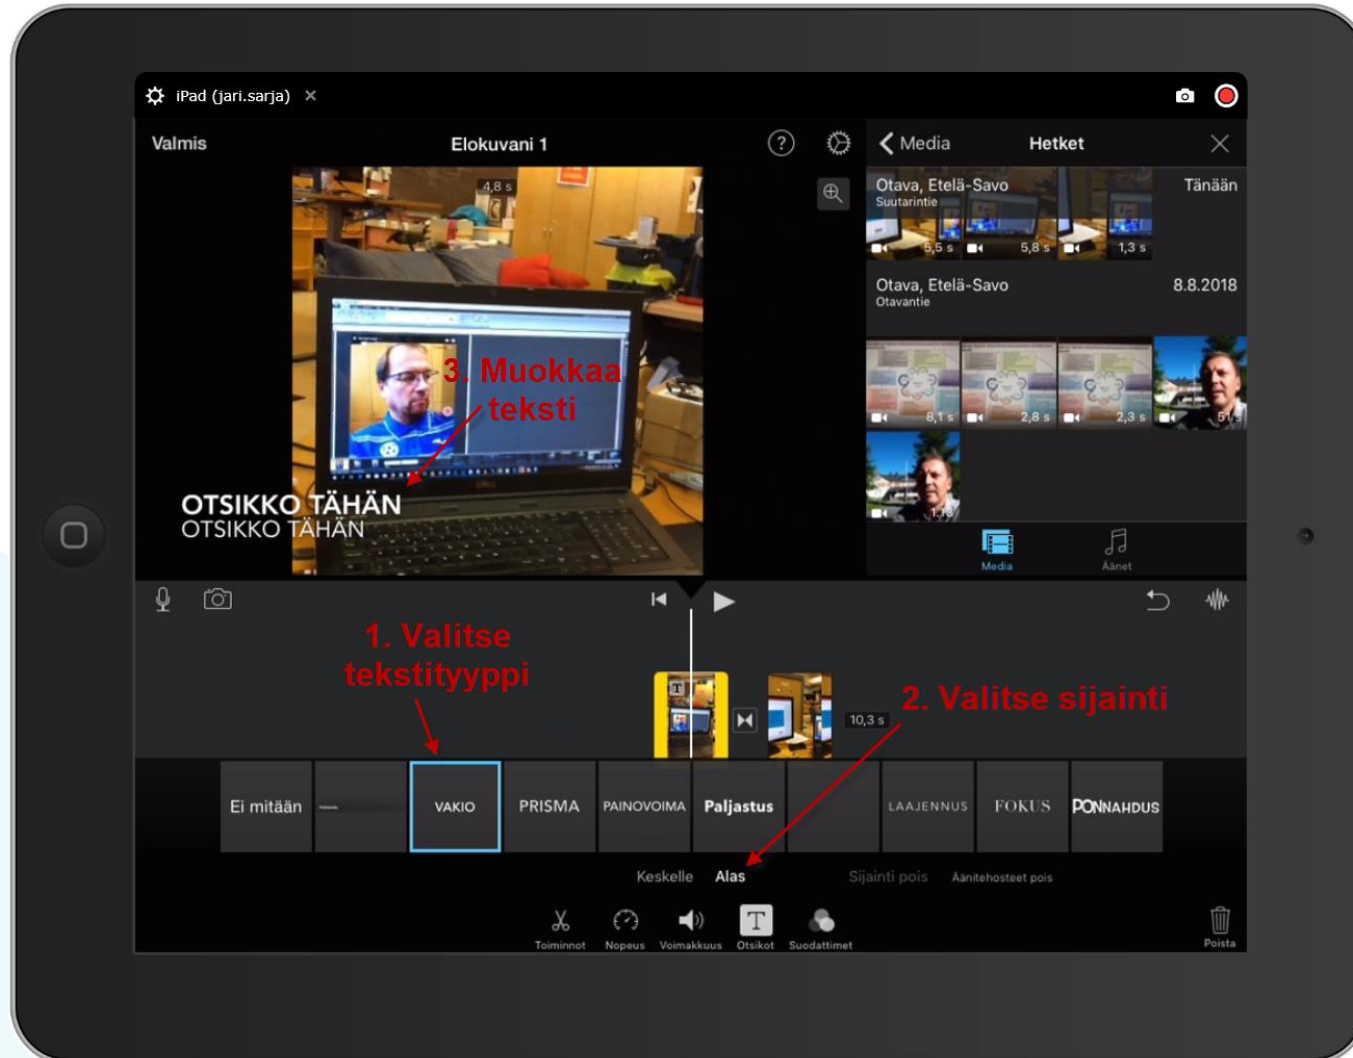 iPad (jari.sarja) ×
Valmis
Elokuvani 1
?
Media
Hetket
4,8 s
Otava, Etelä-Savo
Tänään
Suutarintie
5,5 s
5,8 s
1,3 s
Otava, Etelä-Savo
8.8.2018
Otavantie
8,1 s
2,8 s
2,3 s
3. Muokkaa
teksti
OTSIKKO TÄHÄN
OTSIKKO TÄHÄN
Media
Äänet
1. Valitse
tekstityyppi
T
2. Valitse sijainti
10,3 s
Ei mitään
VAKIO
PRISMA
PAINOVOIMA
Paljastus
LAAJENNUS
FOKUS
PONNAHDUS
Keskelle
Alas
Sijainti pois
Äänitehosteet pois
T
Toiminnot
Nopeus
Voimakkuus
Otsikot
Suodattimet
Poista